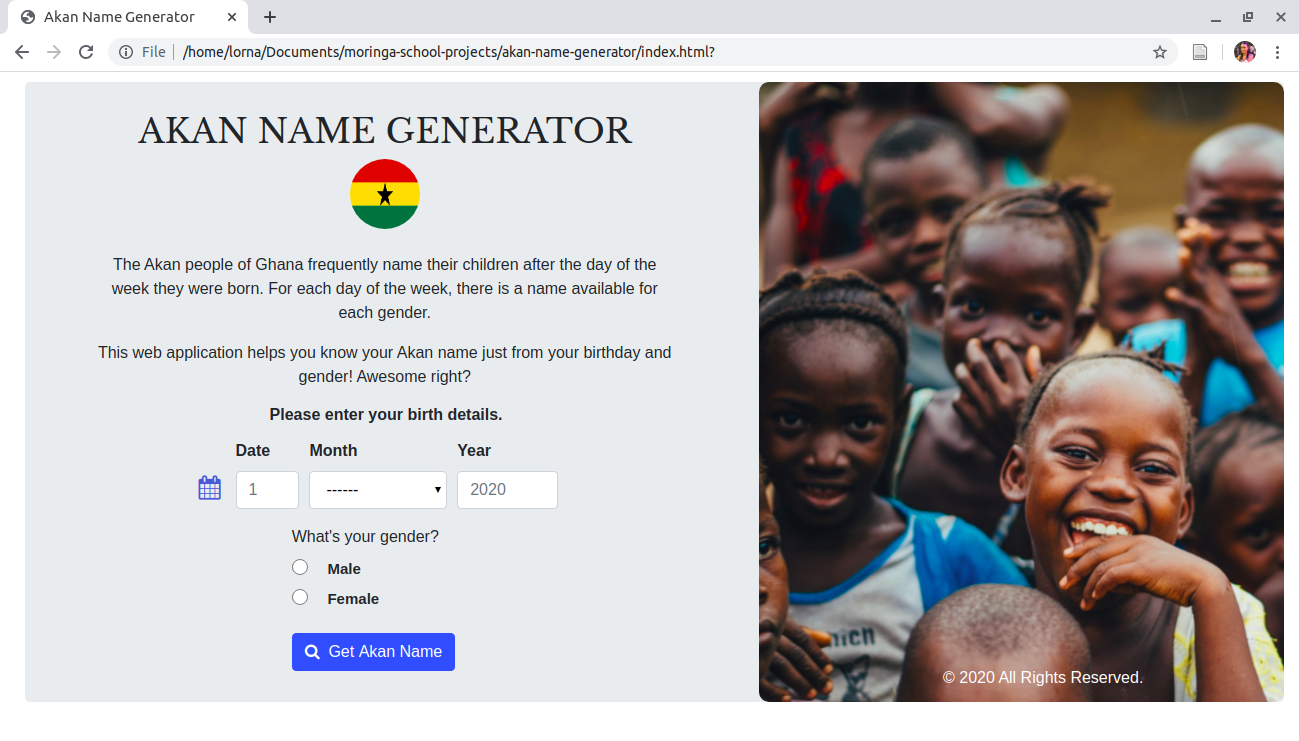 Akan Name Generator
File
/home/lorna/Documents/moringa-school-projects/akan-name-generator/index.html?
AKAN NAME GENERATOR
The Akan people of Ghana frequently name their children after the day of the
week they were born. For each day of the week, there is a name available for
each gender.
This web application helps you know your Akan name just from your birthday and
gender! Awesome right?
Please enter your birth details.
Date Month Year
1 ------ 2020
What's your gender?
Male
Female
Get Akan Name
© 2020 All Rights Reserved.